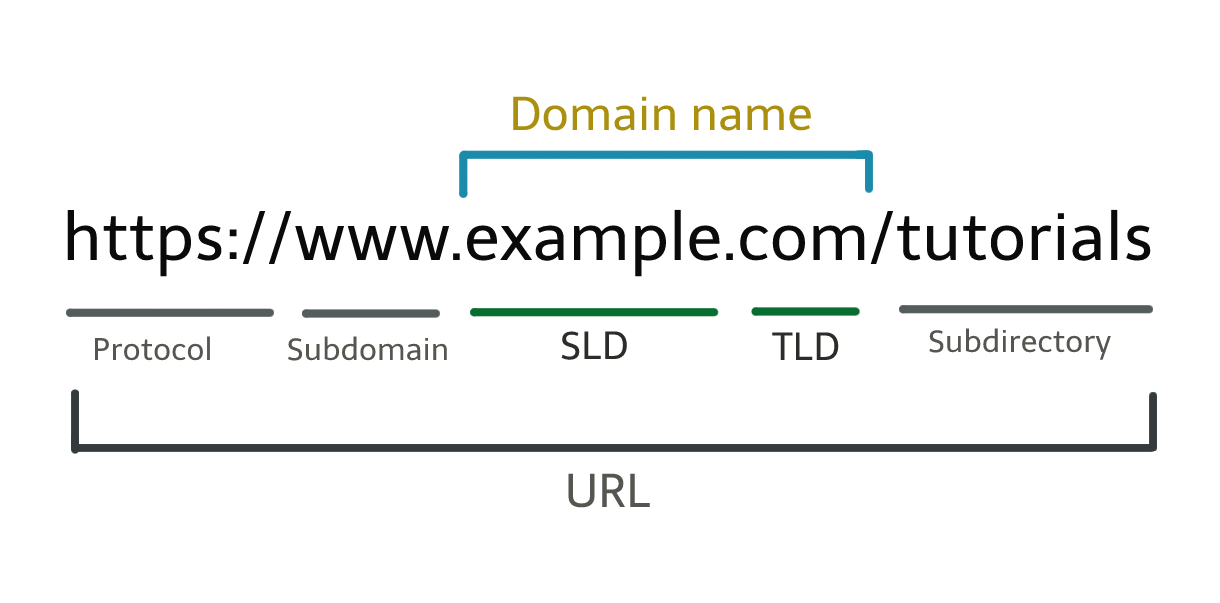 Domain name
https://www.example.com/tutorials
Protocol Subdomain SLD TLD Subdirectory
URL